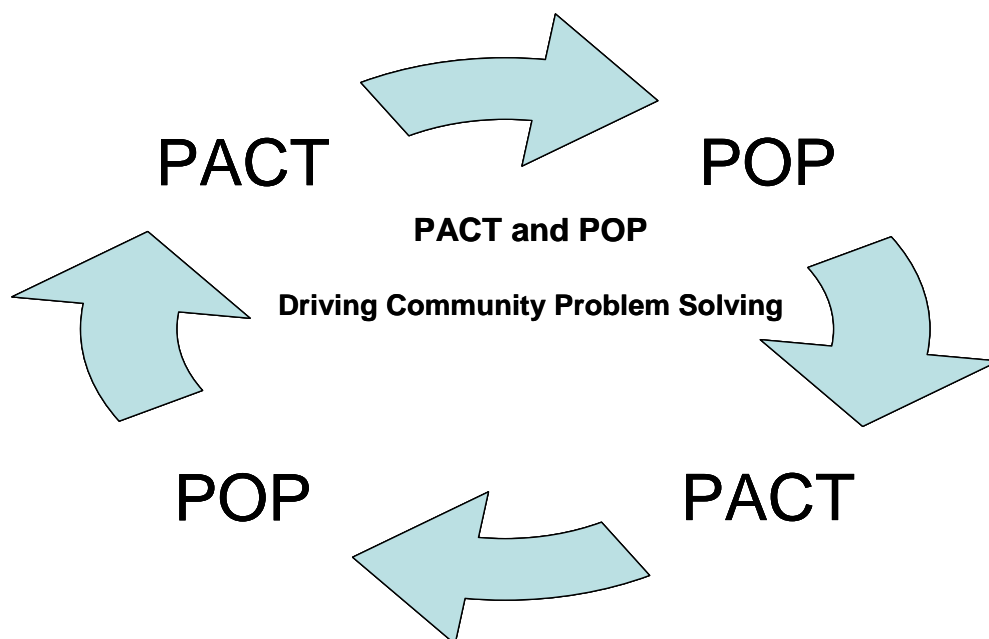 PACT
POP
PACT and POP
Driving Community Problem Solving
POP
PACT